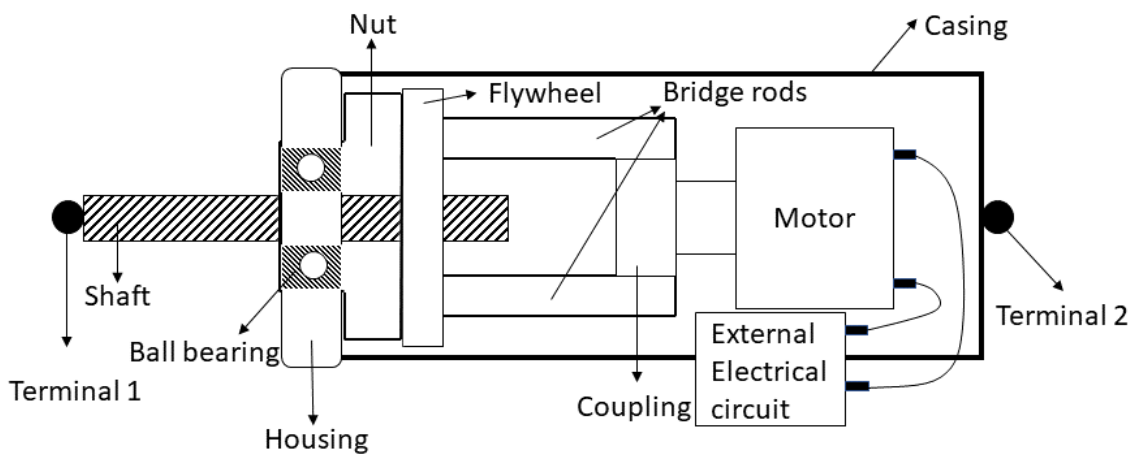 Nut
Casing
Flywheel
Bridge rods
Motor
Shaft
Terminal 2
Ball bearing
External
Electrical
circuit
Terminal 1
Coupling
Housing